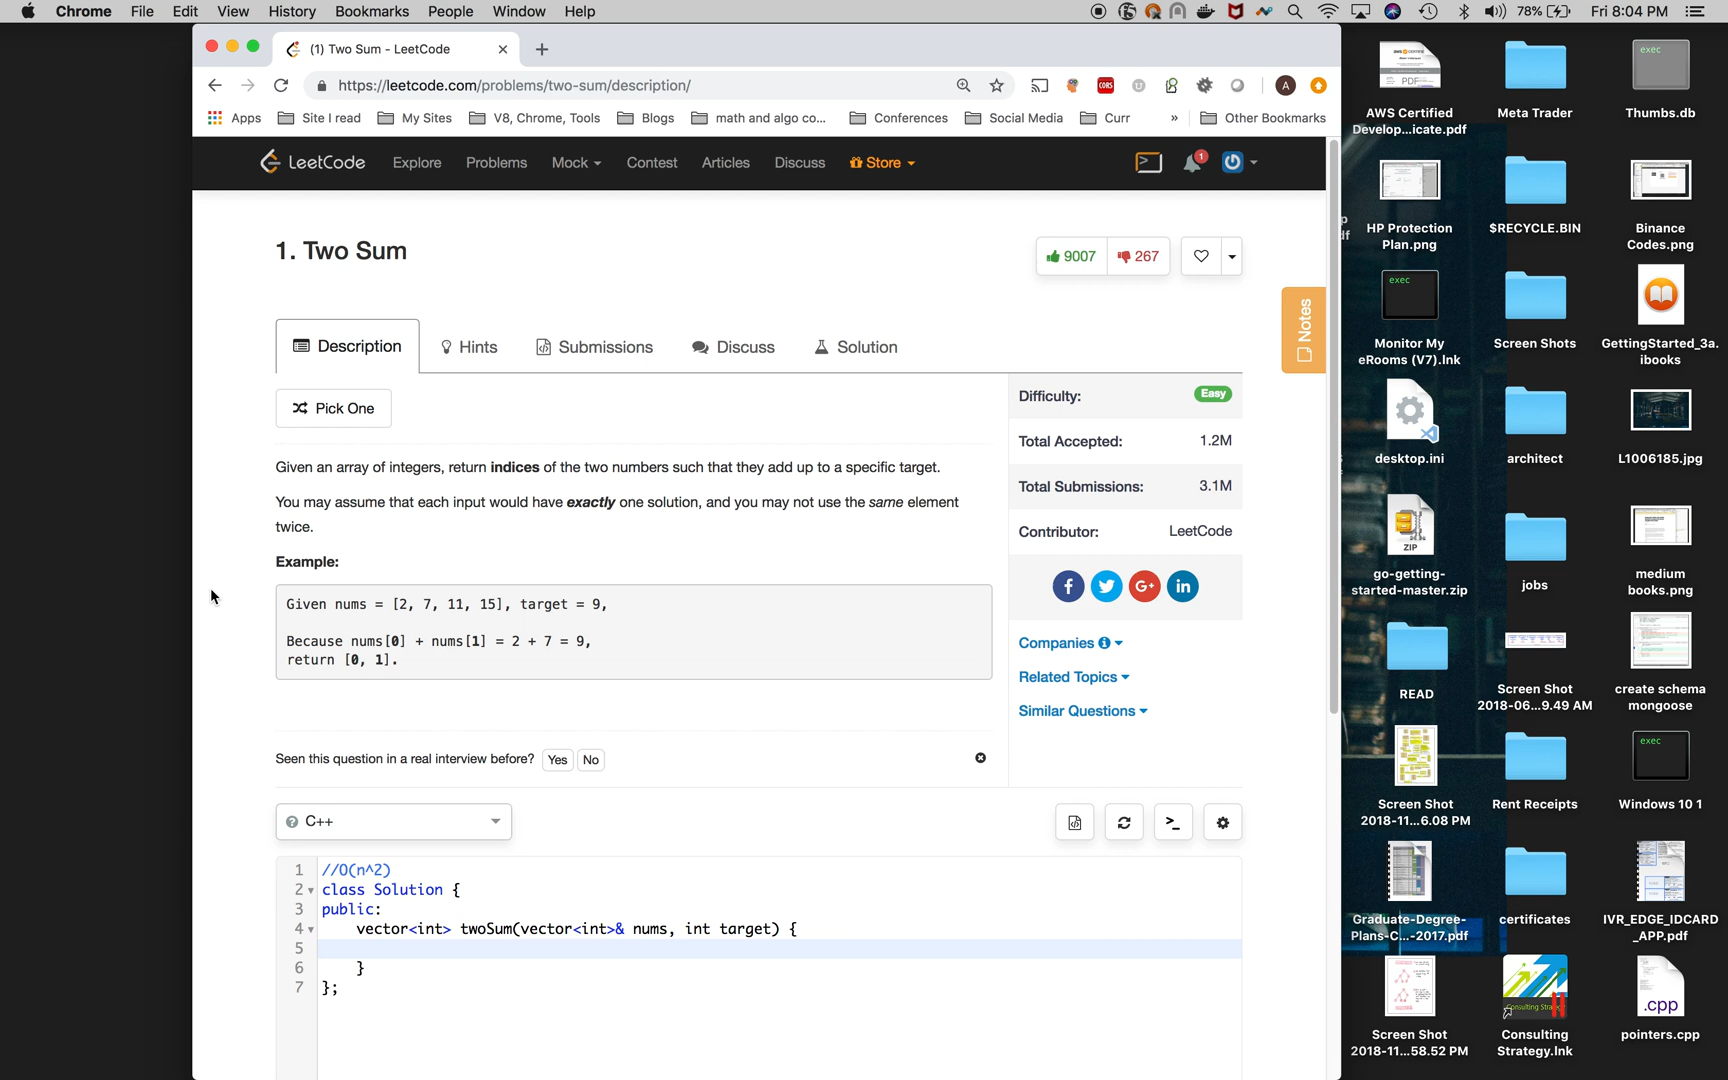 Chrome File Edit View History Bookmarks People Window Help
78% Fri 8:04 PM
(1) Two Sum - LeetCode
https://leetcode.com/problems/two-sum/description/
CORS
A
Apps Site I read My Sites V8, Chrome, Tools Blogs math and algo co... Conferences Social Media Curr » Other Bookmarks
LeetCode Explore Problems Mock Contest Articles Discuss Store
1
1. Two Sum
9007 267
Notes
Description Hints Submissions Discuss Solution
Pick One
Given an array of integers, return indices of the two numbers such that they add up to a specific target.
You may assume that each input would have exactly one solution, and you may not use the same element
twice.
Example:
Given nums = [2, 7, 11, 15], target = 9,
Because nums[0] + nums[1] = 2 + 7 = 9,
return [0, 1].
Difficulty: Easy
Total Accepted: 1.2M
Total Submissions: 3.1M
Contributor: LeetCode
Companies
Related Topics
Similar Questions
Seen this question in a real interview before? Yes No
C++
1 //O(n^2)
2 class Solution {
3 public:
4 vector<int> twoSum(vector<int>& nums, int target) {
5
6 }
7 };
AWS Certified
Develop...icate.pdf
Meta Trader
exec
Thumbs.db
HP Protection
Plan.png
$RECYCLE.BIN
Binance
Codes.png
exec
Monitor My
eRooms (V7).lnk
Screen Shots
GettingStarted_3a.
ibooks
desktop.ini
architect
L1006185.jpg
ZIP
go-getting-
started-master.zip
jobs
medium
books.png
READ
Screen Shot
2018-06...9.49 AM
create schema
mongoose
Screen Shot
2018-11...6.08 PM
Rent Receipts
exec
Windows 10 1
Graduate-Degree-
Plans-C...-2017.pdf
certificates
IVR_EDGE_IDCARD
_APP.pdf
Screen Shot
2018-11...58.52 PM
Consulting
Strategy.lnk
.cpp
pointers.cpp